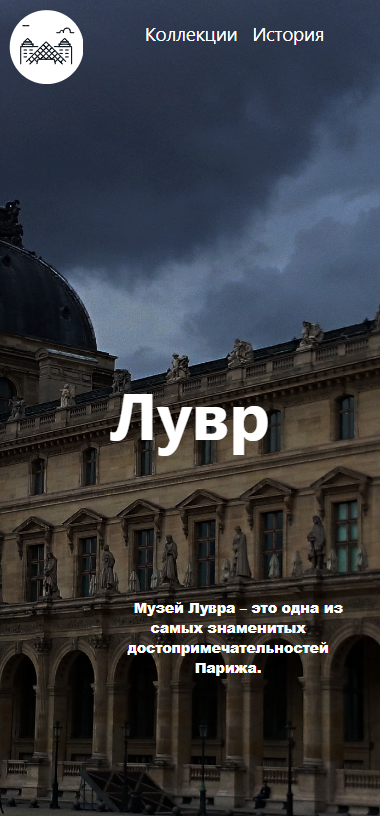 Коллекции История
Лувр
Музей Лувра – это одна из
самых знаменитых
достопримечательностей
Парижа.